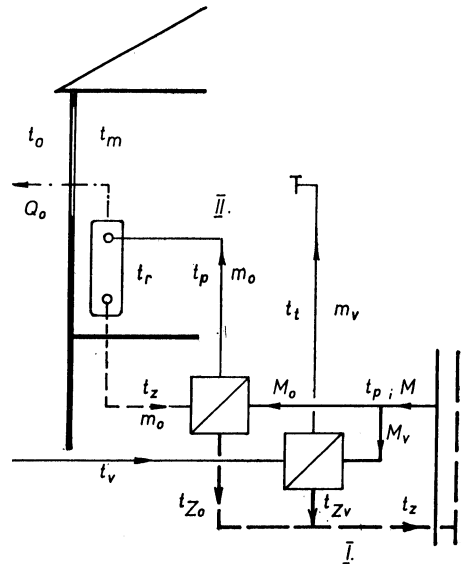 t_o t_m
Q_o
II.
t_r t_p m_o
t_t m_v
t_z M_o t_p ; M
m_o M_v
t_v
t_Zo t_Zv t_z
I.